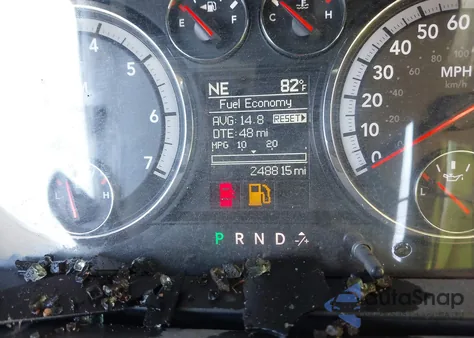 E F
C H
NE 82°F
Fuel Economy
AVG: 14.8 RESET
DTE: 48 mi
MPG 10 20
248815 mi
4
5
6
7
L H
P R N D
60
50
40
30
20
10
0
MPH
km/h
L H
autoSnap